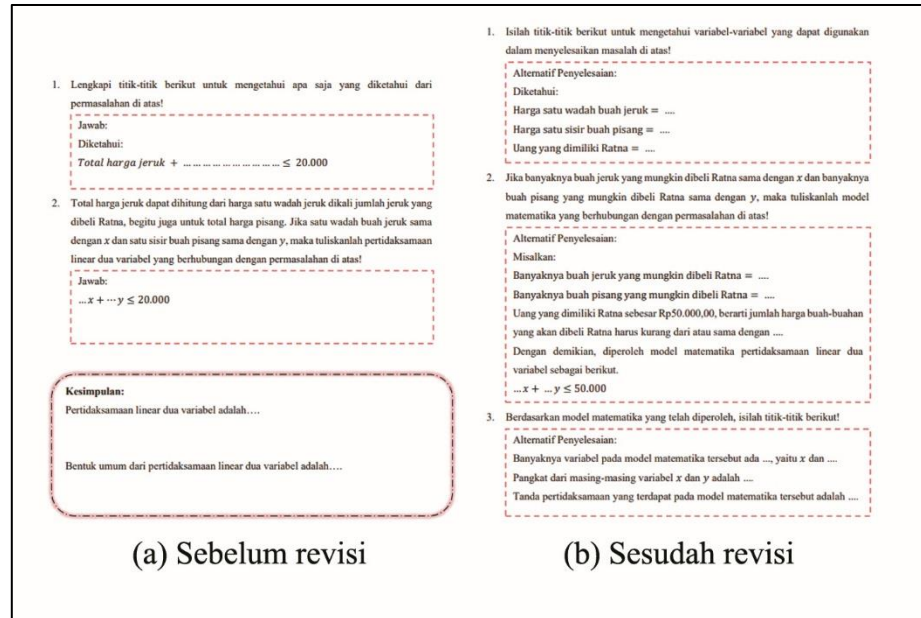 1. Lengkapi titik-titik berikut untuk mengetahui apa saja yang diketahui dari
permasalahan di atas!
Jawab:
Diketahui:
Total harga jeruk + ... ... ... ... ... ... ... ... ... ... ≤ 20.000
2. Total harga jeruk dapat dihitung dari harga satu wadah jeruk dikali jumlah jeruk yang
dibeli Ratna, begitu juga untuk total harga pisang. Jika satu wadah buah jeruk sama
dengan x dan satu sisir buah pisang sama dengan y, maka tuliskanlah pertidaksamaan
linear dua variabel yang berhubungan dengan permasalahan di atas!
Jawab:
...x + ⋯ y ≤ 20.000
Kesimpulan:
Pertidaksamaan linear dua variabel adalah….
Bentuk umum dari pertidaksamaan linear dua variabel adalah….
(a) Sebelum revisi
1. Isilah titik-titik berikut untuk mengetahui variabel-variabel yang dapat digunakan
dalam menyelesaikan masalah di atas!
Alternatif Penyelesaian:
Diketahui:
Harga satu wadah buah jeruk = ....
Harga satu sisir buah pisang = ....
Uang yang dimiliki Ratna = ....
2. Jika banyaknya buah jeruk yang mungkin dibeli Ratna sama dengan x dan banyaknya
buah pisang yang mungkin dibeli Ratna sama dengan y, maka tuliskanlah model
matematika yang berhubungan dengan permasalahan di atas!
Alternatif Penyelesaian:
Misalkan:
Banyaknya buah jeruk yang mungkin dibeli Ratna = ....
Banyaknya buah pisang yang mungkin dibeli Ratna = ....
Uang yang dimiliki Ratna sebesar Rp50.000,00, berarti jumlah harga buah-buahan
yang akan dibeli Ratna harus kurang dari atau sama dengan ....
Dengan demikian, diperoleh model matematika pertidaksamaan linear dua
variabel sebagai berikut.
...x + ... y ≤ 50.000
3. Berdasarkan model matematika yang telah diperoleh, isilah titik-titik berikut!
Alternatif Penyelesaian:
Banyaknya variabel pada model matematika tersebut ada ..., yaitu x dan ....
Pangkat dari masing-masing variabel x dan y adalah ....
Tanda pertidaksamaan yang terdapat pada model matematika tersebut adalah ....
(b) Sesudah revisi